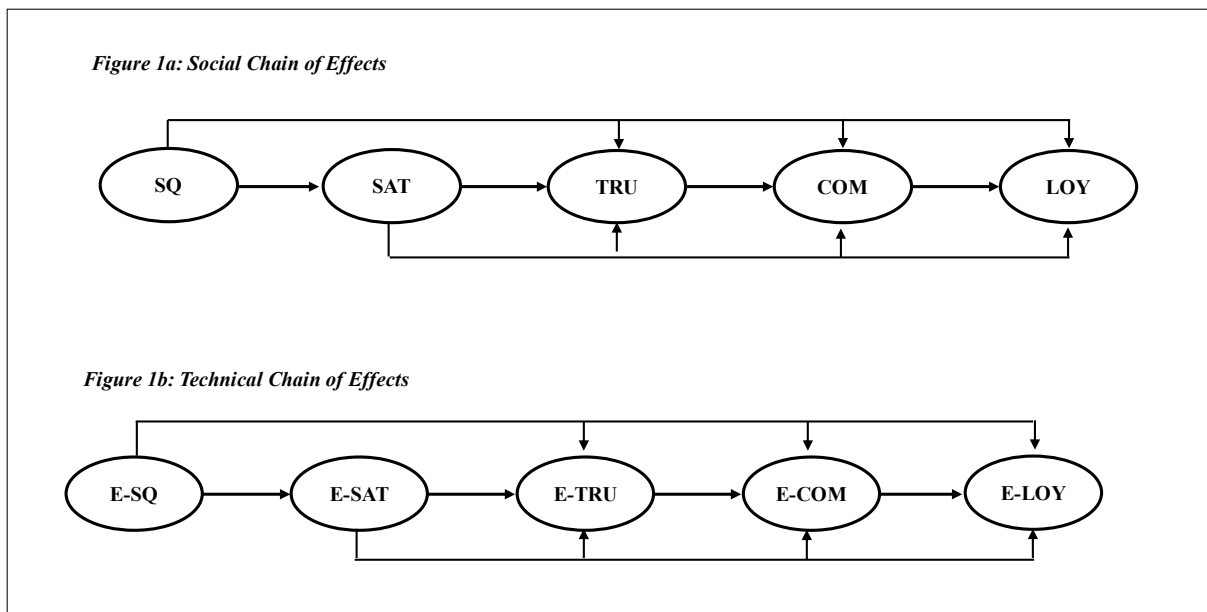 Figure 1a: Social Chain of Effects
SQ SAT TRU COM LOY
Figure 1b: Technical Chain of Effects
E-SQ E-SAT E-TRU E-COM E-LOY